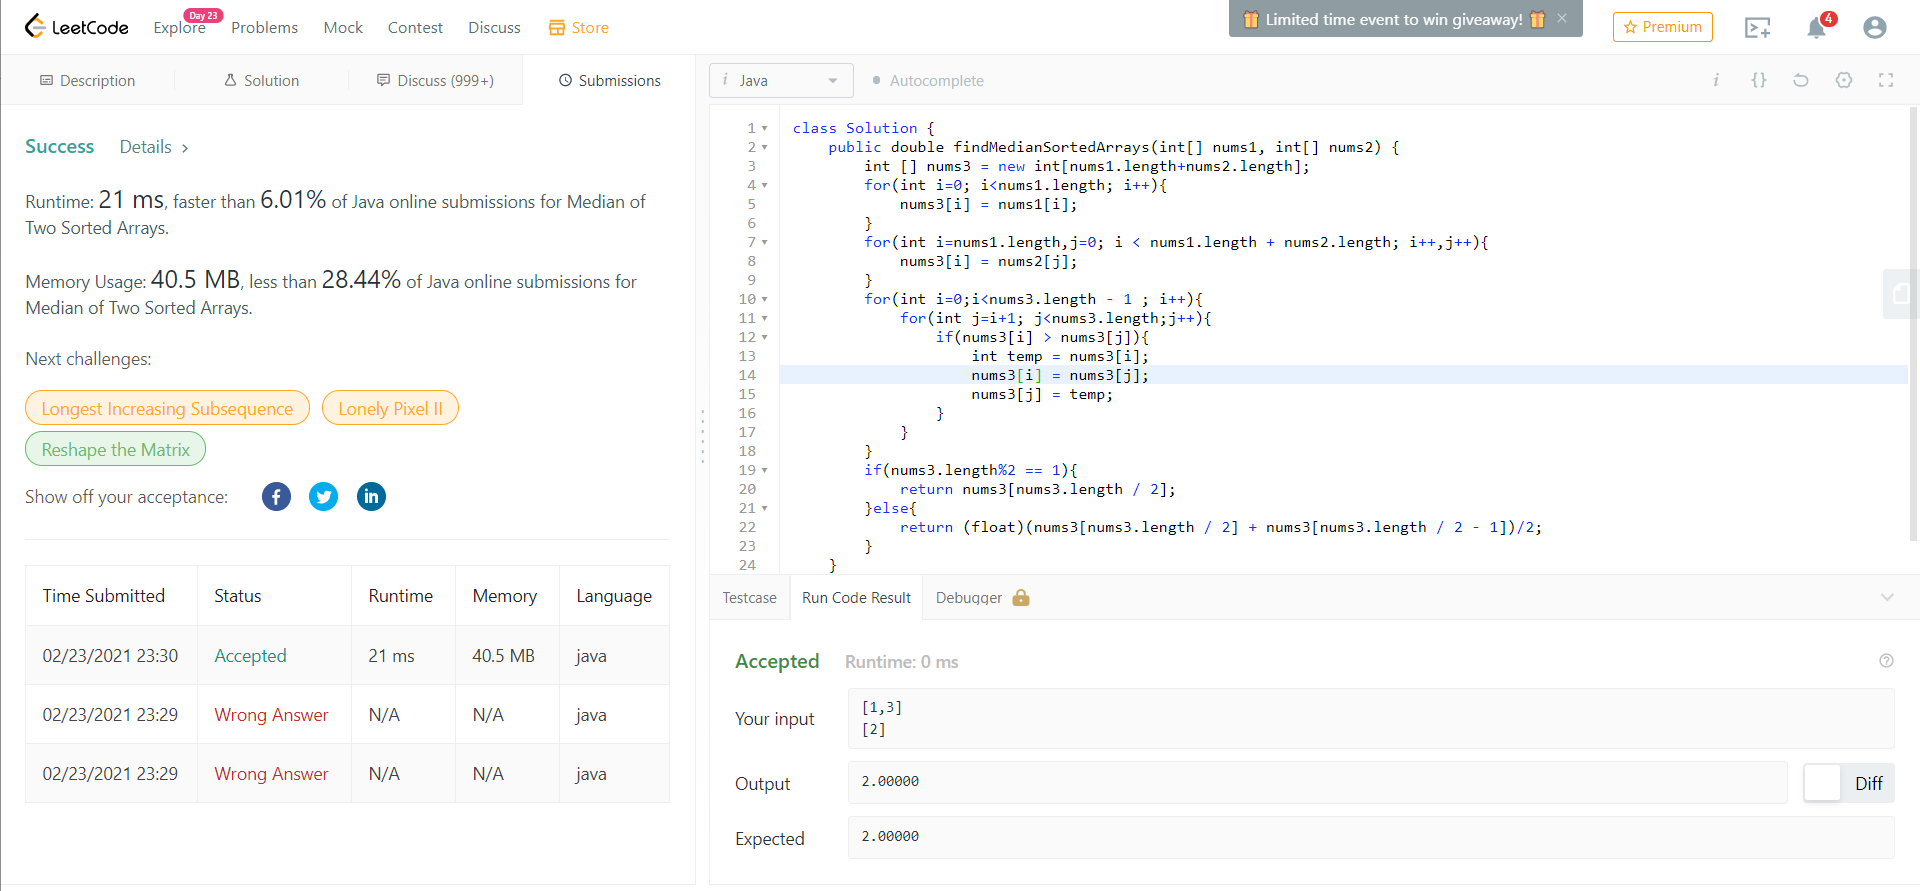 LeetCode
Explore
Day 23
Problems
Mock
Contest
Discuss
Store
Limited time event to win giveaway!
Premium
4
Description
Solution
Discuss (999+)
Submissions
Success
Details
Runtime: 21 ms, faster than 6.01% of Java online submissions for Median of
Two Sorted Arrays.
Memory Usage: 40.5 MB, less than 28.44% of Java online submissions for
Median of Two Sorted Arrays.
Next challenges:
Longest Increasing Subsequence
Lonely Pixel II
Reshape the Matrix
Show off your acceptance:
Time Submitted Status Runtime Memory Language
02/23/2021 23:30 Accepted 21 ms 40.5 MB java
02/23/2021 23:29 Wrong Answer N/A N/A java
02/23/2021 23:29 Wrong Answer N/A N/A java
i Java
Autocomplete
i {}
1 class Solution {
2     public double findMedianSortedArrays(int[] nums1, int[] nums2) {
3         int [] nums3 = new int[nums1.length+nums2.length];
4         for(int i=0; i<nums1.length; i++){
5             nums3[i] = nums1[i];
6         }
7         for(int i=nums1.length,j=0; i < nums1.length + nums2.length; i++,j++){
8             nums3[i] = nums2[j];
9         }
10         for(int i=0;i<nums3.length - 1 ; i++){
11             for(int j=i+1; j<nums3.length;j++){
12                 if(nums3[i] > nums3[j]){
13                     int temp = nums3[i];
14                     nums3[i] = nums3[j];
15                     nums3[j] = temp;
16                 }
17             }
18         }
19         if(nums3.length%2 == 1){
20             return nums3[nums3.length / 2];
21         }else{
22             return (float)(nums3[nums3.length / 2] + nums3[nums3.length / 2 - 1])/2;
23         }
24     }
Testcase
Run Code Result
Debugger
Accepted
Runtime: 0 ms
Your input
[1,3]
[2]
Output
2.00000
Diff
Expected
2.00000